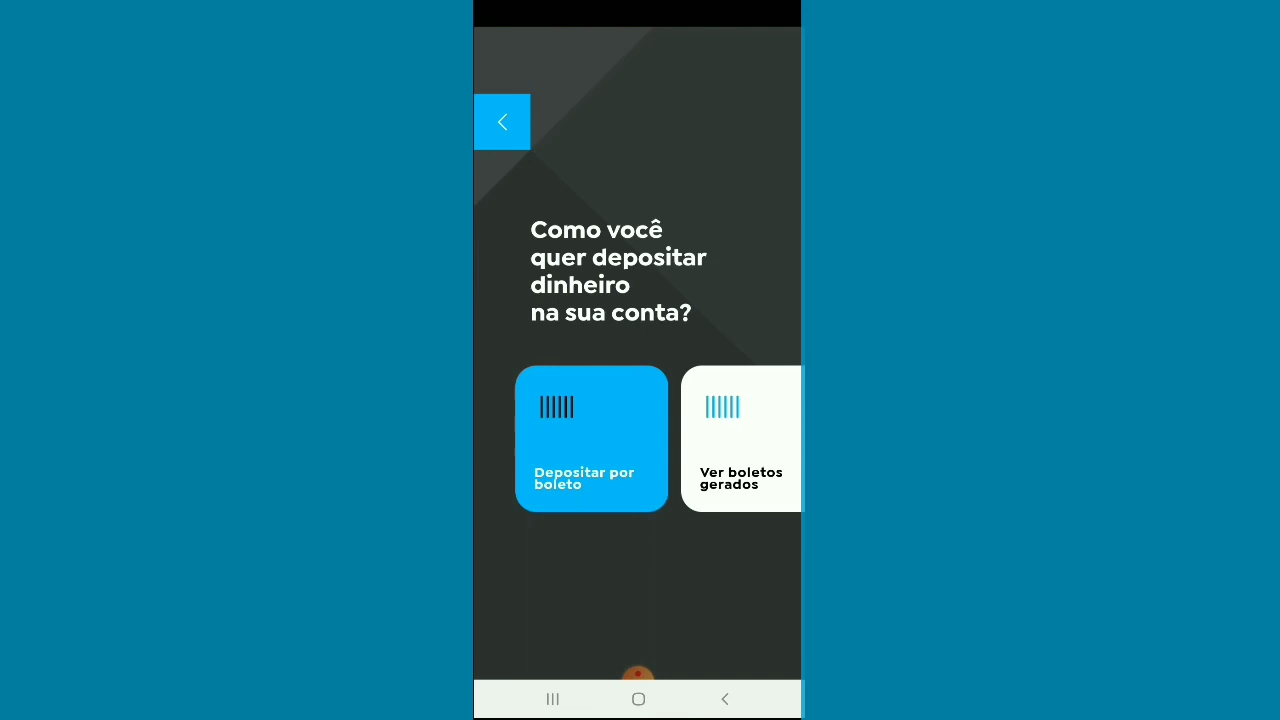 Como você
quer depositar
dinheiro
na sua conta?
Depositar por
boleto
Ver boletos
gerados